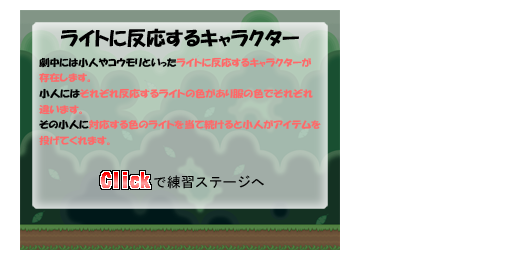 ライトに反応するキャラクター
劇中には小人やコウモリといったライトに反応するキャラクターが
存在します。
小人にはそれぞれ反応するライトの色があり服の色でそれぞれ
違います。
その小人に対応する色のライトを当て続けると小人がアイテムを
投げてくれます。
Clickで練習ステージへ